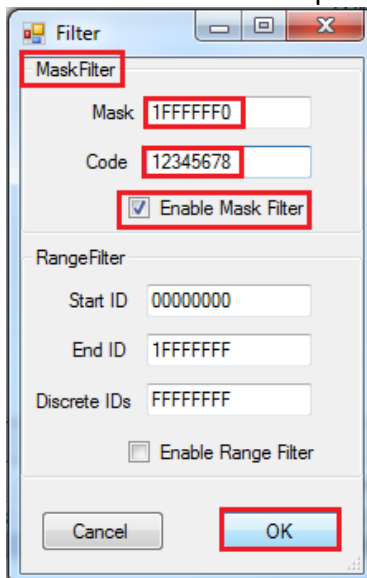 Filter
MaskFilter
Mask 1FFFFFF0
Code 12345678
Enable Mask Filter
RangeFilter
Start ID 00000000
End ID 1FFFFFFF
Discrete IDs FFFFFFFF
Enable Range Filter
Cancel OK